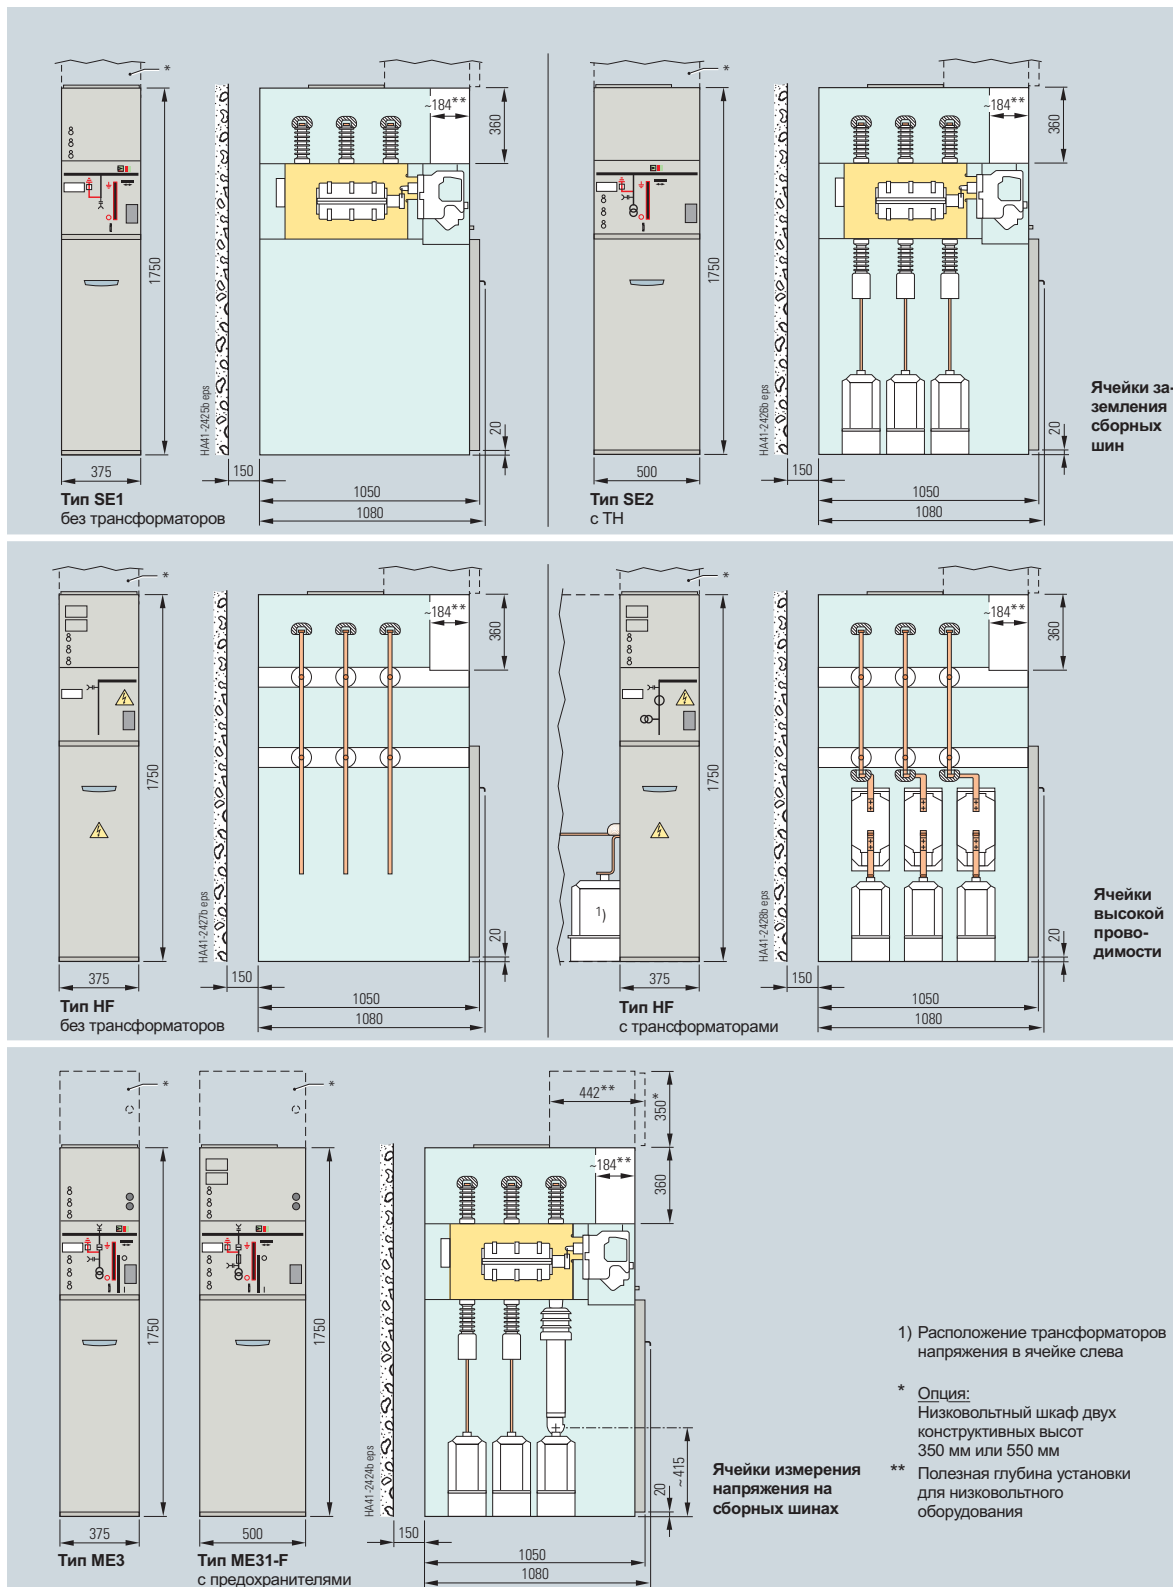 *
~184**
360
1750
1750
HA41-2425b eps
20
375
150
1050
1080
Тип SE1
без трансформаторов
*
~184**
360
1750
HA41-2426b eps
20
500
150
1050
1080
Тип SE2
с ТН
Ячейки за-
земления
сборных
шин
*
~184**
360
1750
HA41-2427b eps
20
375
150
1050
1080
Тип HF
без трансформаторов
*
~184**
360
1750
1)
HA41-2428b eps
20
375
150
1050
1080
Тип HF
с трансформаторами
Ячейки
высокой
прово-
димости
*
*
442**
350*
~184**
360
1750
1750
HA41-2424b eps
~415
20
375
500
150
1050
1080
Тип ME3
Тип ME31-F
с предохранителями
Ячейки измерения
напряжения на
сборных шинах
1) Расположение трансформаторов
напряжения в ячейке слева
* Опция:
Низковольтный шкаф двух
конструктивных высот
350 мм или 550 мм
** Полезная глубина установки
для низковольтного
оборудования